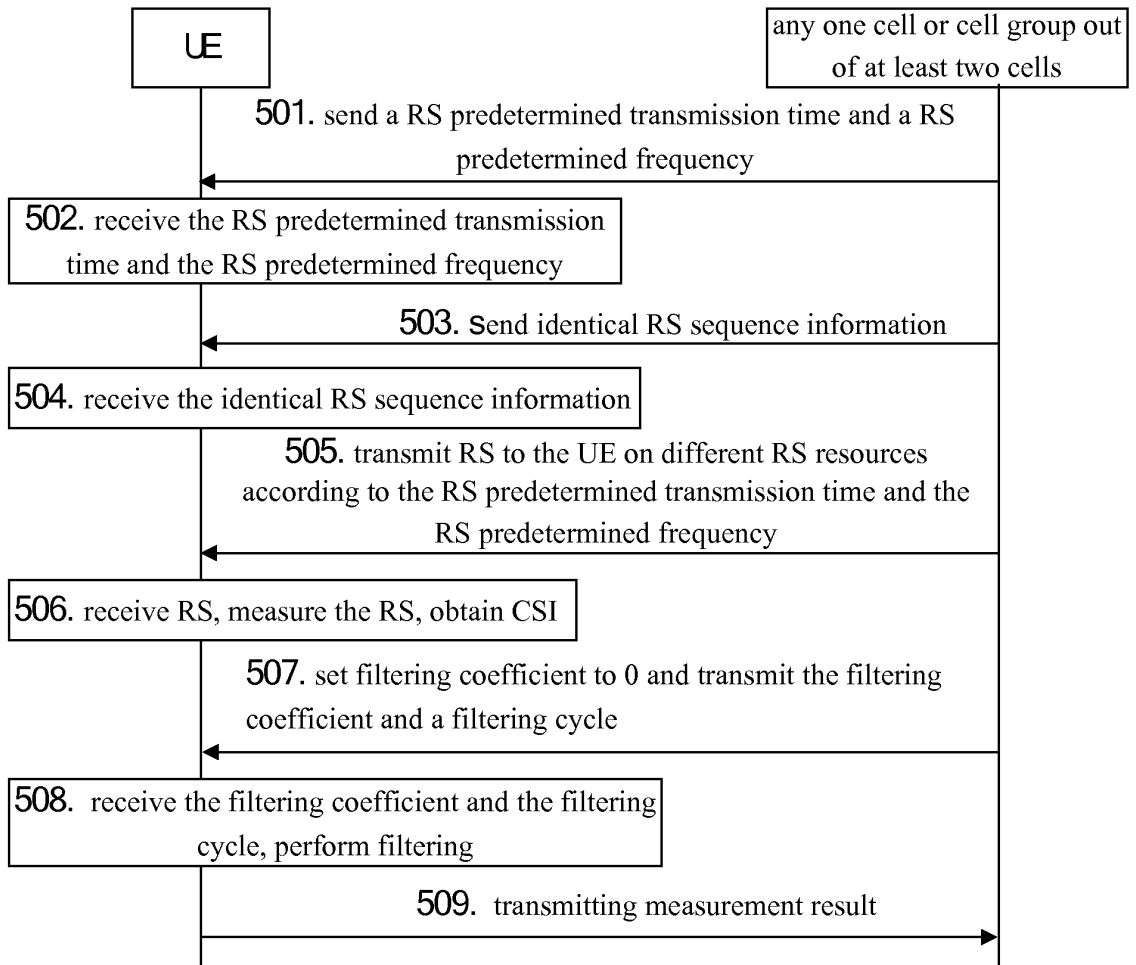 UE
any one cell or cell group out
of at least two cells
501. send a RS predetermined transmission time and a RS
predetermined frequency
502. receive the RS predetermined transmission
time and the RS predetermined frequency
503. Send identical RS sequence information
504. receive the identical RS sequence information
505. transmit RS to the UE on different RS resources
according to the RS predetermined transmission time and the
RS predetermined frequency
506. receive RS, measure the RS, obtain CSI
507. set filtering coefficient to 0 and transmit the filtering
coefficient and a filtering cycle
508. receive the filtering coefficient and the filtering
cycle, perform filtering
509. transmitting measurement result